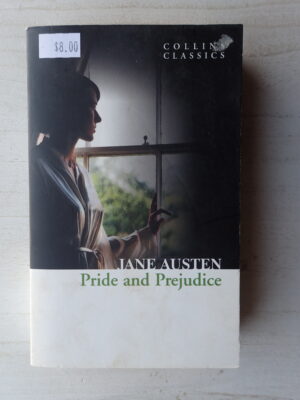 $8.00
COLLINS
CLASSICS
JANE AUSTEN
Pride and Prejudice